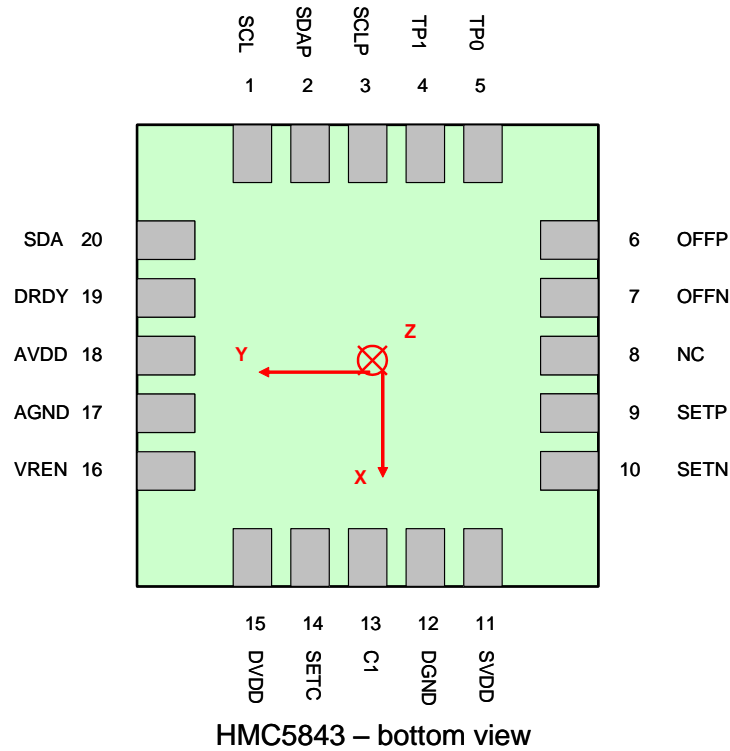 SCL
SDAP
SCLP
TP1
TP0
1 2 3 4 5
SDA 20
6 OFFP
DRDY 19
7 OFFN
AVDD 18
8 NC
AGND 17
9 SETP
VREN 16
10 SETN
Z
Y
X
15 14 13 12 11
DVDD
SETC
C1
DGND
SVDD
HMC5843 – bottom view